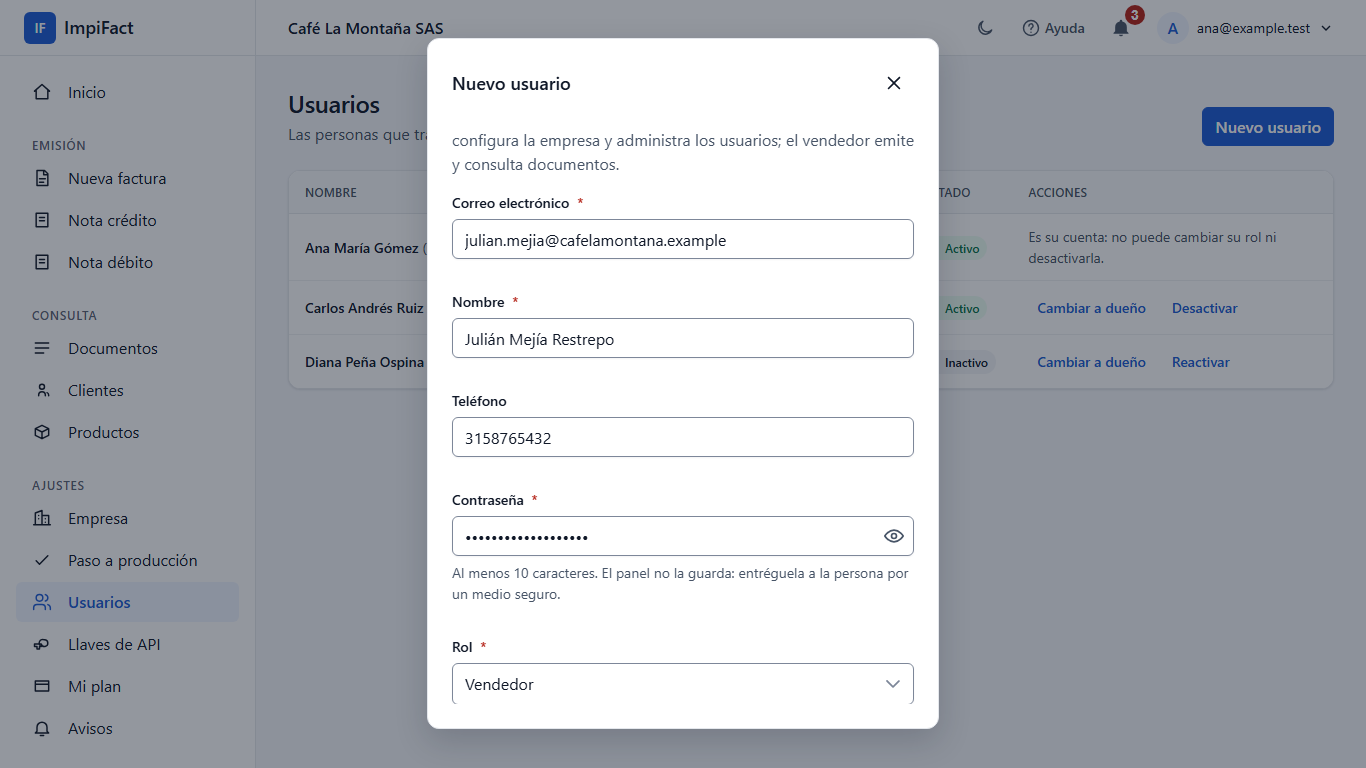 IF ImpiFact
Café La Montaña SAS
Ayuda
3
A
ana@example.test
Inicio
EMISIÓN
Nueva factura
Nota crédito
Nota débito
CONSULTA
Documentos
Clientes
Productos
AJUSTES
Empresa
Paso a producción
Usuarios
Llaves de API
Mi plan
Avisos
Usuarios
Las personas que
Nuevo usuario
NOMBRE
ACCIONES
Ana María Gómez
Activo
Es su cuenta: no puede cambiar su rol ni
desactivarla.
Carlos Andrés Ruiz
Activo
Cambiar a dueño
Desactivar
Diana Peña Ospina
Inactivo
Cambiar a dueño
Reactivar
Nuevo usuario
configura la empresa y administra los usuarios; el vendedor emite
y consulta documentos.
Correo electrónico *
julian.mejia@cafelamontana.example
Nombre *
Julián Mejía Restrepo
Teléfono
3158765432
Contraseña *
•••••••••••••••••••
Al menos 10 caracteres. El panel no la guarda: entréguela a la persona por
un medio seguro.
Rol *
Vendedor